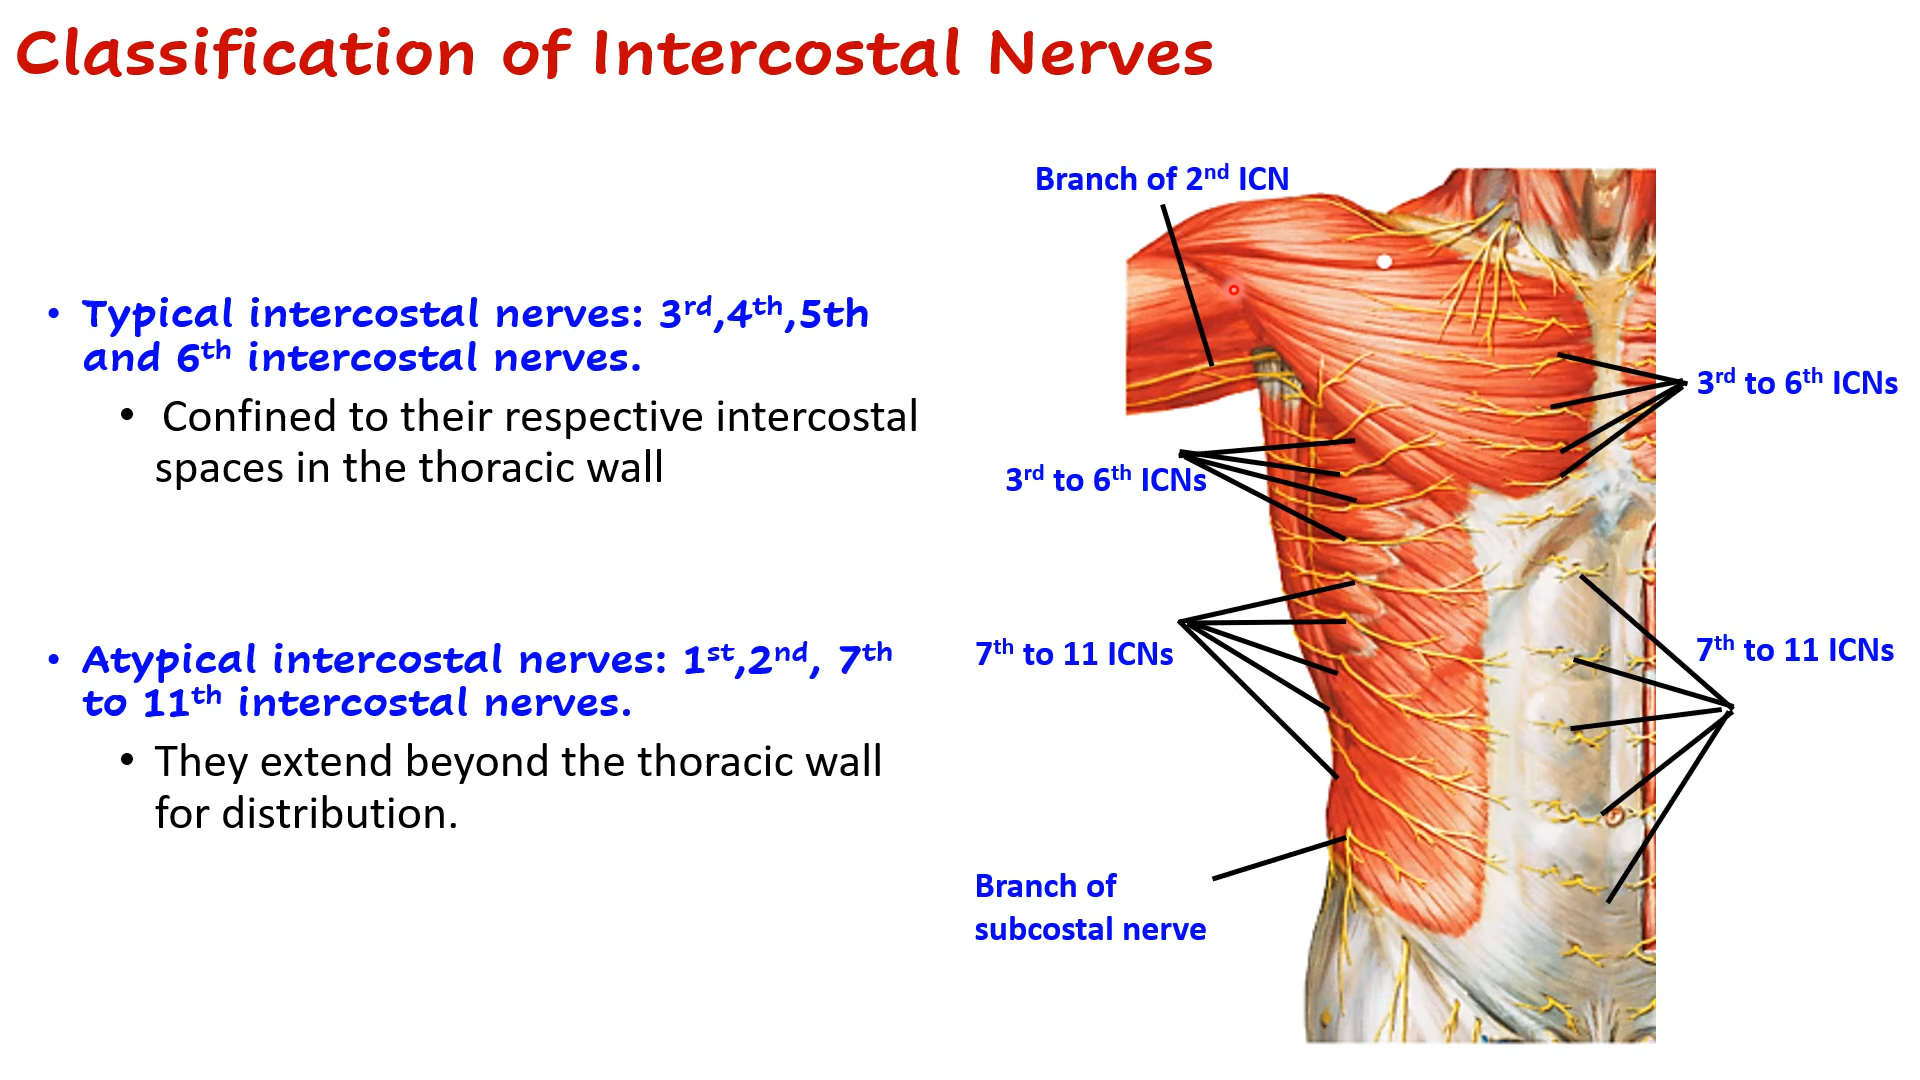 Classification of Intercostal Nerves
• Typical intercostal nerves: 3rd,4th,5th
and 6th intercostal nerves.
• Confined to their respective intercostal
spaces in the thoracic wall
• Atypical intercostal nerves: 1st,2nd, 7th
to 11th intercostal nerves.
• They extend beyond the thoracic wall
for distribution.
Branch of 2nd ICN
3rd to 6th ICNs
3rd to 6th ICNs
7th to 11 ICNs
7th to 11 ICNs
Branch of
subcostal nerve